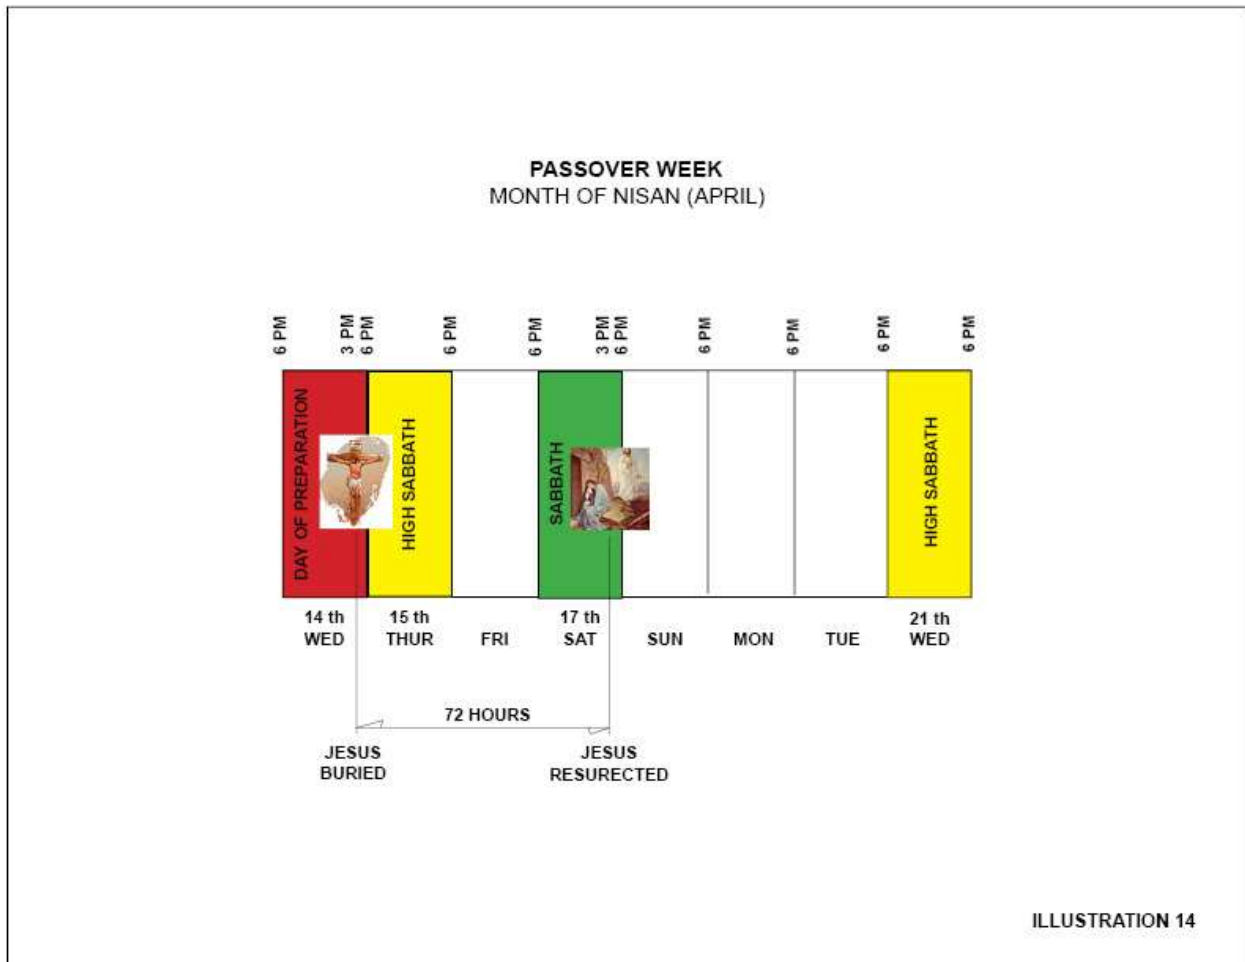 PASSOVER WEEK
MONTH OF NISAN (APRIL)
6 PM
3 PM
6 PM
6 PM
6 PM
3 PM
6 PM
6 PM
6 PM
6 PM
6 PM
DAY OF PREPARATION
HIGH SABBATH
SABBATH
HIGH SABBATH
14 th
WED
15 th
THUR
FRI
17 th
SAT
SUN
MON
TUE
21 th
WED
72 HOURS
JESUS
BURIED
JESUS
RESURECTED
ILLUSTRATION 14